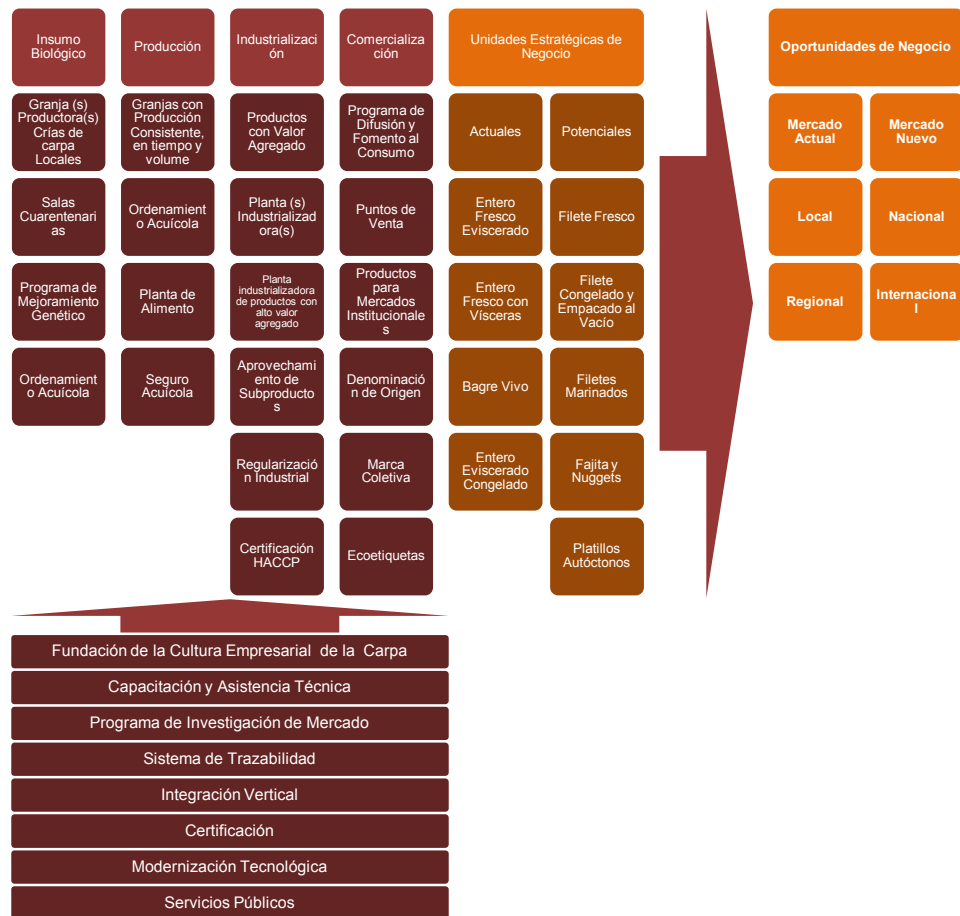 Insumo
Biológico
Producción
Industrializaci
ón
Comercializa
ción
Unidades Estratégicas de
Negocio
Oportunidades de Negocio
Granja (s)
Productora(s)
Crías de
carpa
Locales
Granjas con
Producción
Consistente,
en tiempo y
volume
Productos
con Valor
Agregado
Programa de
Difusión y
Fomento al
Consumo
Actuales
Potenciales
Mercado
Actual
Mercado
Nuevo
Salas
Cuarentenar
ias
Ordenamient
o Acuícola
Planta (s)
Industrializad
ora(s)
Puntos de
Venta
Entero
Fresco
Eviscerado
Filete Fresco
Local
Nacional
Programa de
Mejoramiento
Genético
Planta de
Alimento
Planta
industrializadora
de productos con
alto valor
agregado
Productos
para
Mercados
Institucionale
s
Entero
Fresco con
Vísceras
Filete
Congelado y
Empacado al
Vacío
Regional
Internaciona
l
Ordenamient
o Acuícola
Seguro
Acuícola
Aprovechami
ento de
Subproducto
s
Denominació
n de Origen
Bagre Vivo
Filetes
Marinados
Regularizació
n Industrial
Marca
Coletiva
Entero
Eviscerado
Congelado
Fajita y
Nuggets
Certificación
HACCP
Ecoetiquetas
Platillos
Autóctonos
Fundación de la Cultura Empresarial de la Carpa
Capacitación y Asistencia Técnica
Programa de Investigación de Mercado
Sistema de Trazabilidad
Integración Vertical
Certificación
Modernización Tecnológica
Servicios Públicos